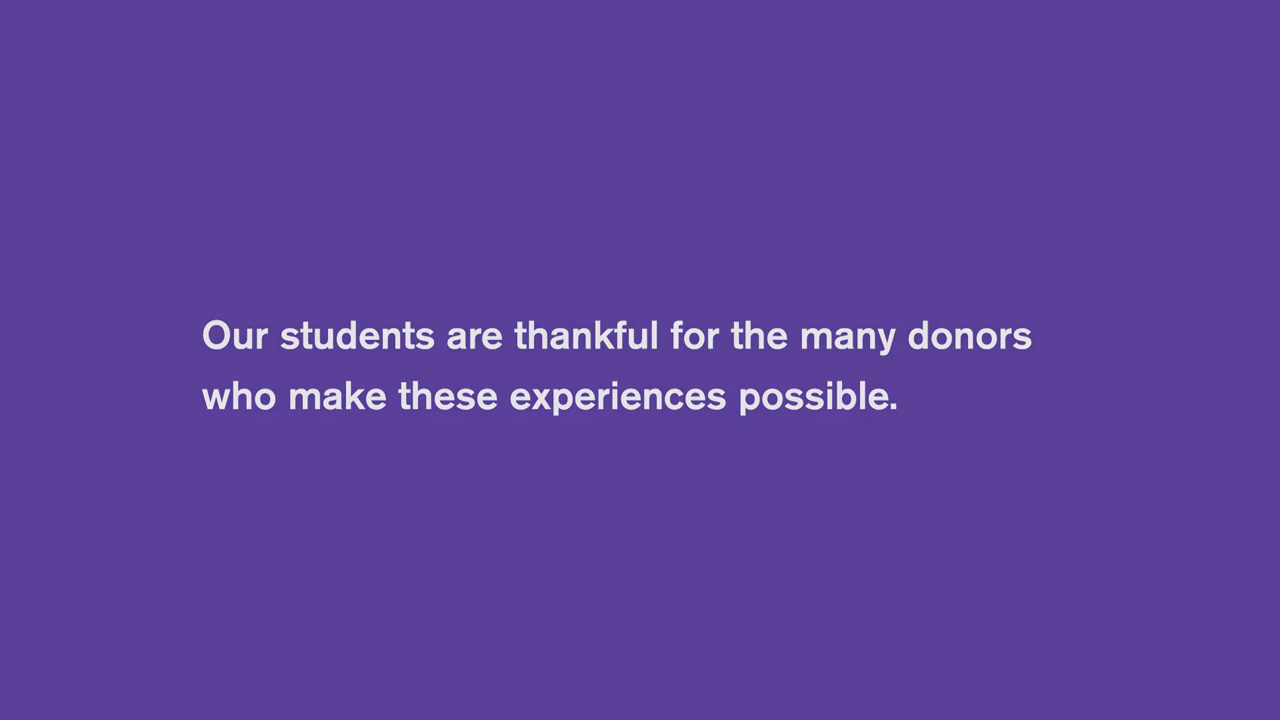 Our students are thankful for the many donors
who make these experiences possible.